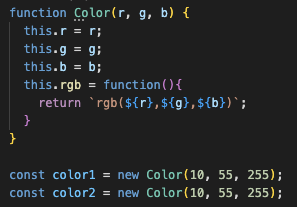 function Color(r, g, b) {
  this.r = r;
  this.g = g;
  this.b = b;
  this.rgb = function(){
    return `rgb(${r},${g},${b})`;
  }
}

const color1 = new Color(10, 55, 255);
const color2 = new Color(10, 55, 255);